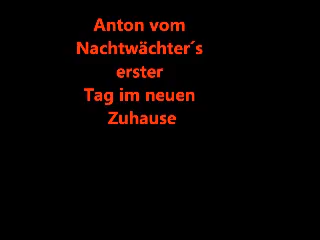 Anton vom
Nachtwächter´s
erster
Tag im neuen
Zuhause